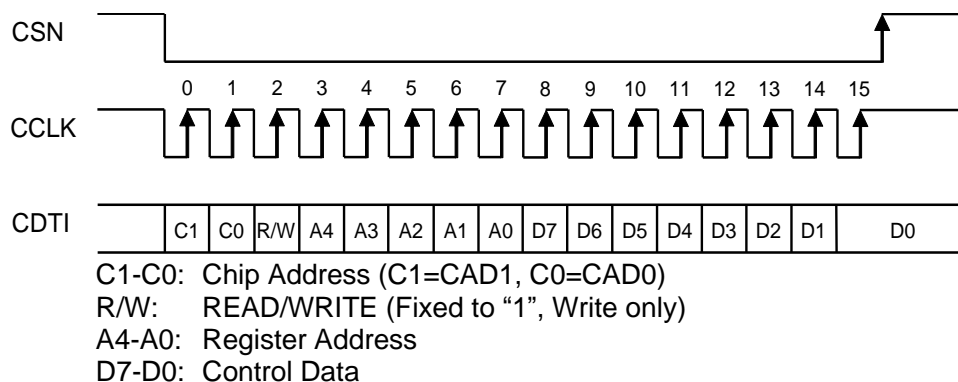 CSN
0 1 2 3 4 5 6 7 8 9 10 11 12 13 14 15
CCLK
CDTI C1 C0 R/W A4 A3 A2 A1 A0 D7 D6 D5 D4 D3 D2 D1 D0
C1-C0: Chip Address (C1=CAD1, C0=CAD0)
R/W: READ/WRITE (Fixed to “1”, Write only)
A4-A0: Register Address
D7-D0: Control Data